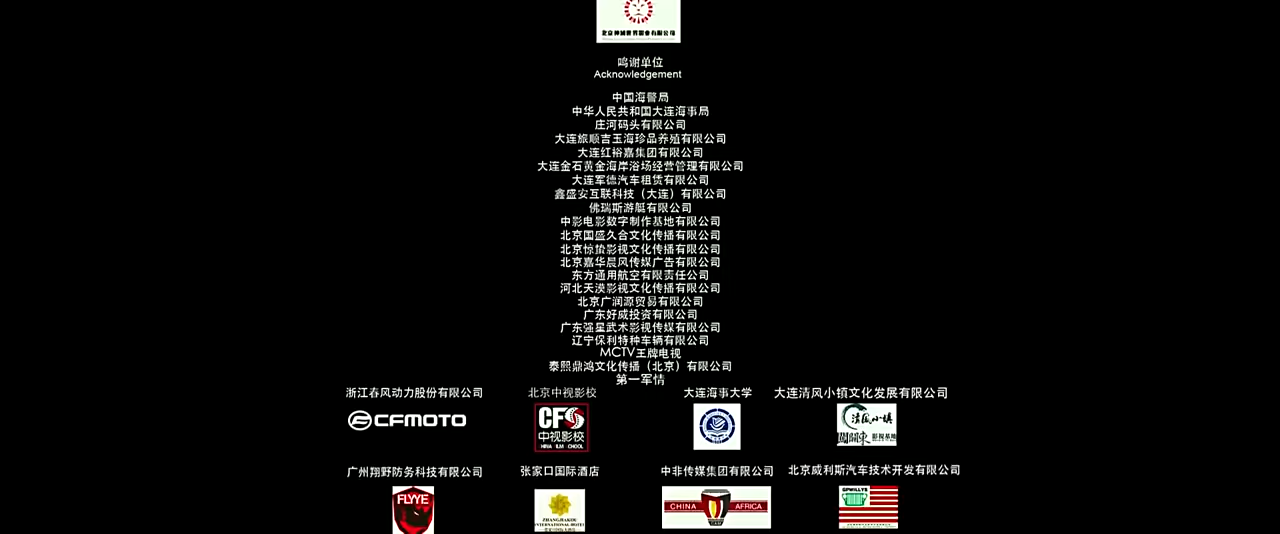 鸣谢单位
Acknowledgement
中国海警局
中华人民共和国大连海事局
庄河码头有限公司
大连旅顺吉玉海珍品养殖有限公司
大连红裕嘉集团有限公司
大连金石黄金海岸浴场经营管理有限公司
大连军德汽车租赁有限公司
鑫盛安互联科技（大连）有限公司
佛瑞斯游艇有限公司
中影电影数字制作基地有限公司
北京国盛久合文化传播有限公司
北京惊蛰影视文化传播有限公司
北京嘉华晨风传媒广告有限公司
东方通用航空有限责任公司
河北天漠影视文化传播有限公司
北京广润源贸易有限公司
广东好威投资有限公司
广东强星武术影视传媒有限公司
辽宁保利特种车辆有限公司
MCTV王牌电视
泰熙鼎鸿文化传播（北京）有限公司
第一军情
浙江春风动力股份有限公司 北京中视影校 大连海事大学 大连清风小镇文化发展有限公司
CFMOTO
CFS
中视影校
清風小镇
影视基地
广州翔野防务科技有限公司 张家口国际酒店 中非传媒集团有限公司 北京威利斯汽车技术开发有限公司
FLYYE
ZHANGJIAKOU
INTERNATIONAL HOTEL
CHINA AFRICA